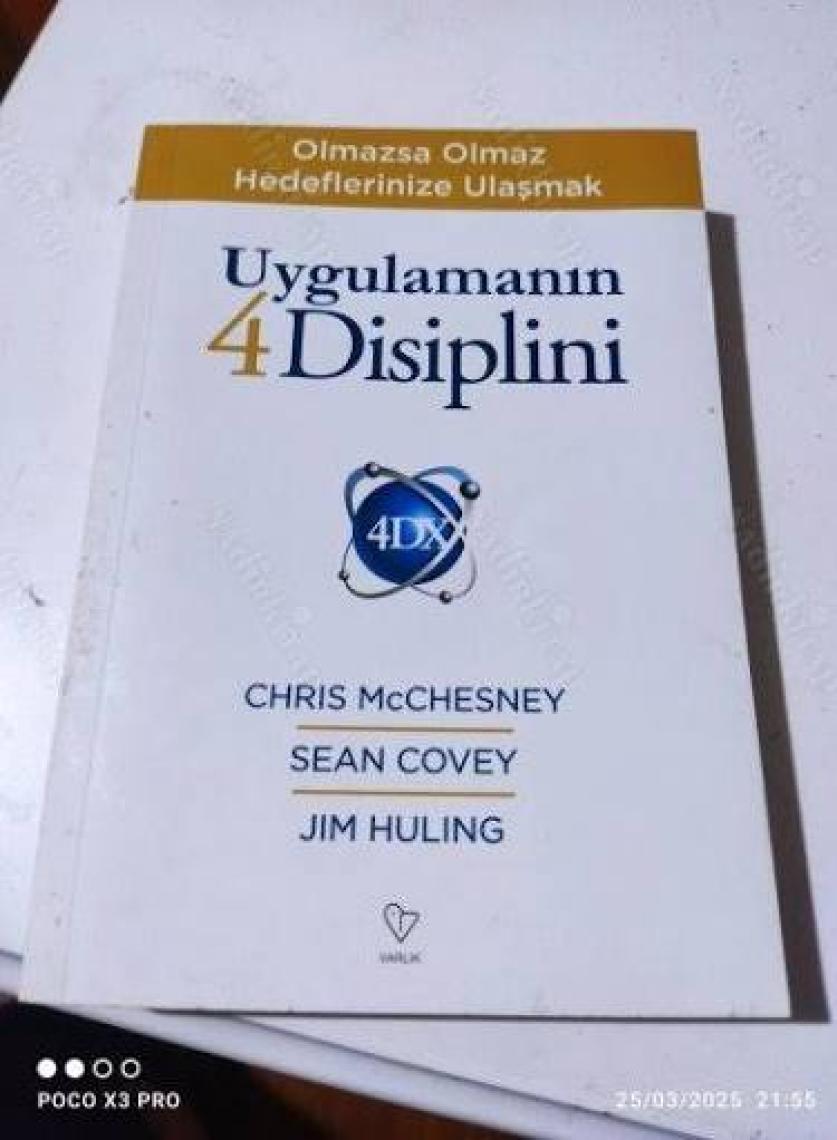 Olmazsa Olmaz
Hedeflerinize Ulaşmak
Uygulamanın
4 Disiplini
4DX
CHRIS McCHESNEY
SEAN COVEY
JIM HULING
VARLIK
POCO X3 PRO
25/03/2025 21:55